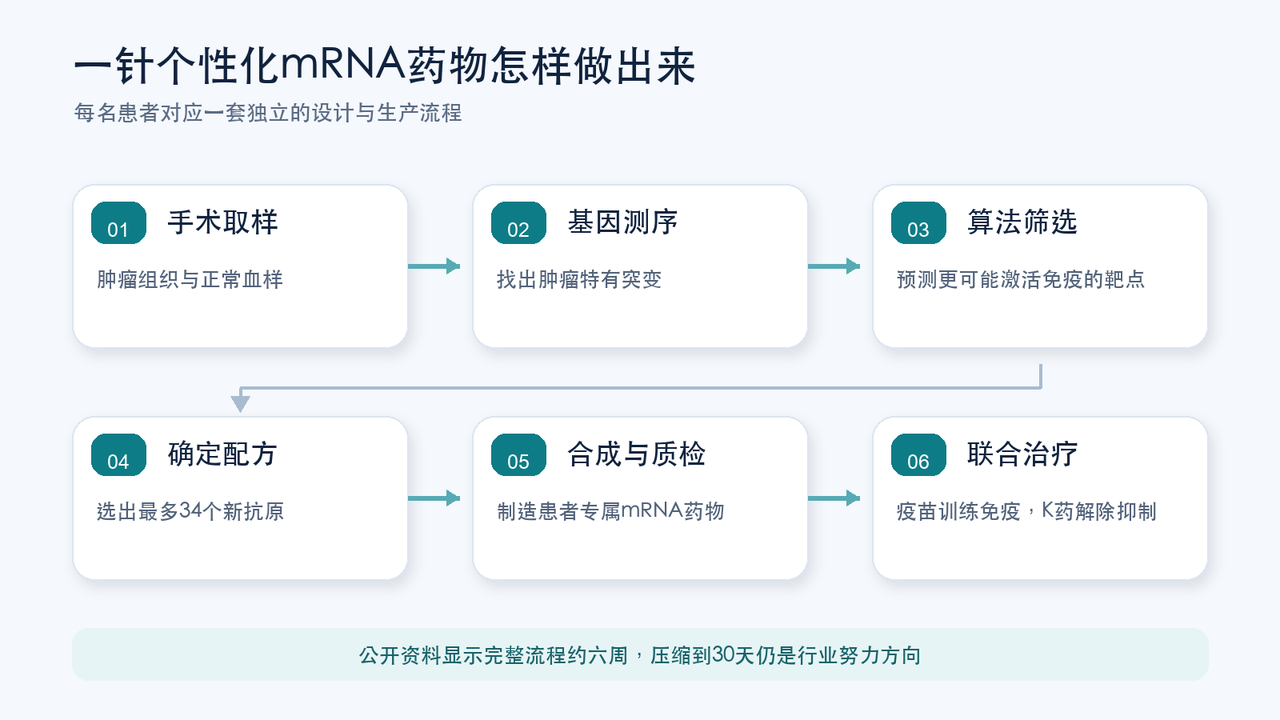 一针个性化mRNA药物怎样做出来
每名患者对应一套独立的设计与生产流程
01 手术取样
肿瘤组织与正常血样
02 基因测序
找出肿瘤特有突变
03 算法筛选
预测更可能激活免疫的靶点
04 确定配方
选出最多34个新抗原
05 合成与质检
制造患者专属mRNA药物
06 联合治疗
疫苗训练免疫，K药解除抑制
公开资料显示完整流程约六周，压缩到30天仍是行业努力方向